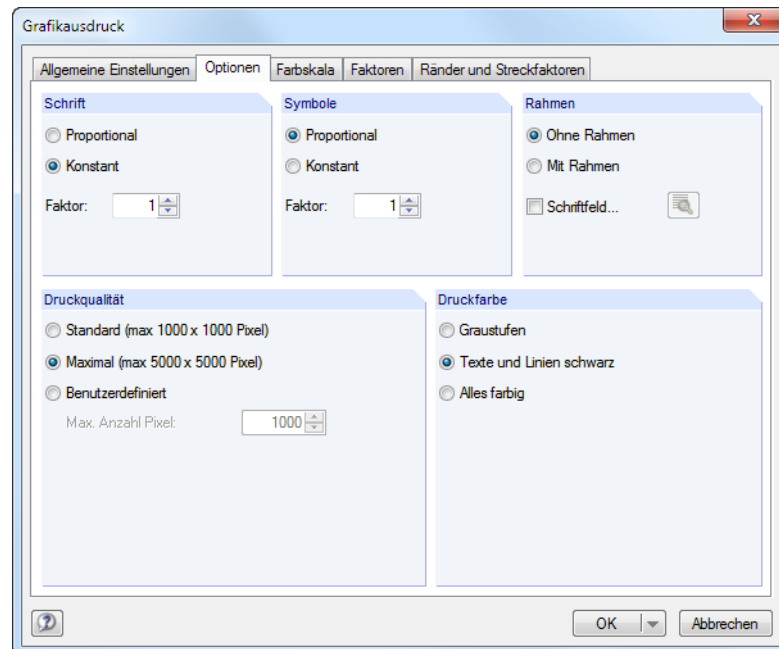 Grafikausdruck
Allgemeine Einstellungen Optionen Farbskala Faktoren Ränder und Streckfaktoren
Schrift
Proportional
Konstant
Faktor: 1
Symbole
Proportional
Konstant
Faktor: 1
Rahmen
Ohne Rahmen
Mit Rahmen
Schriftfeld...
Druckqualität
Standard (max 1000 x 1000 Pixel)
Maximal (max 5000 x 5000 Pixel)
Benutzerdefiniert
Max. Anzahl Pixel: 1000
Druckfarbe
Graustufen
Texte und Linien schwarz
Alles farbig
OK Abbrechen